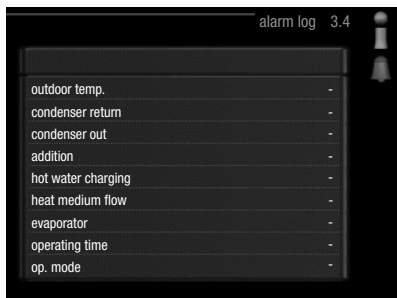 alarm log 3.4
outdoor temp. -
condenser return -
condenser out -
addition -
hot water charging -
heat medium flow -
evaporator -
operating time -
op. mode -